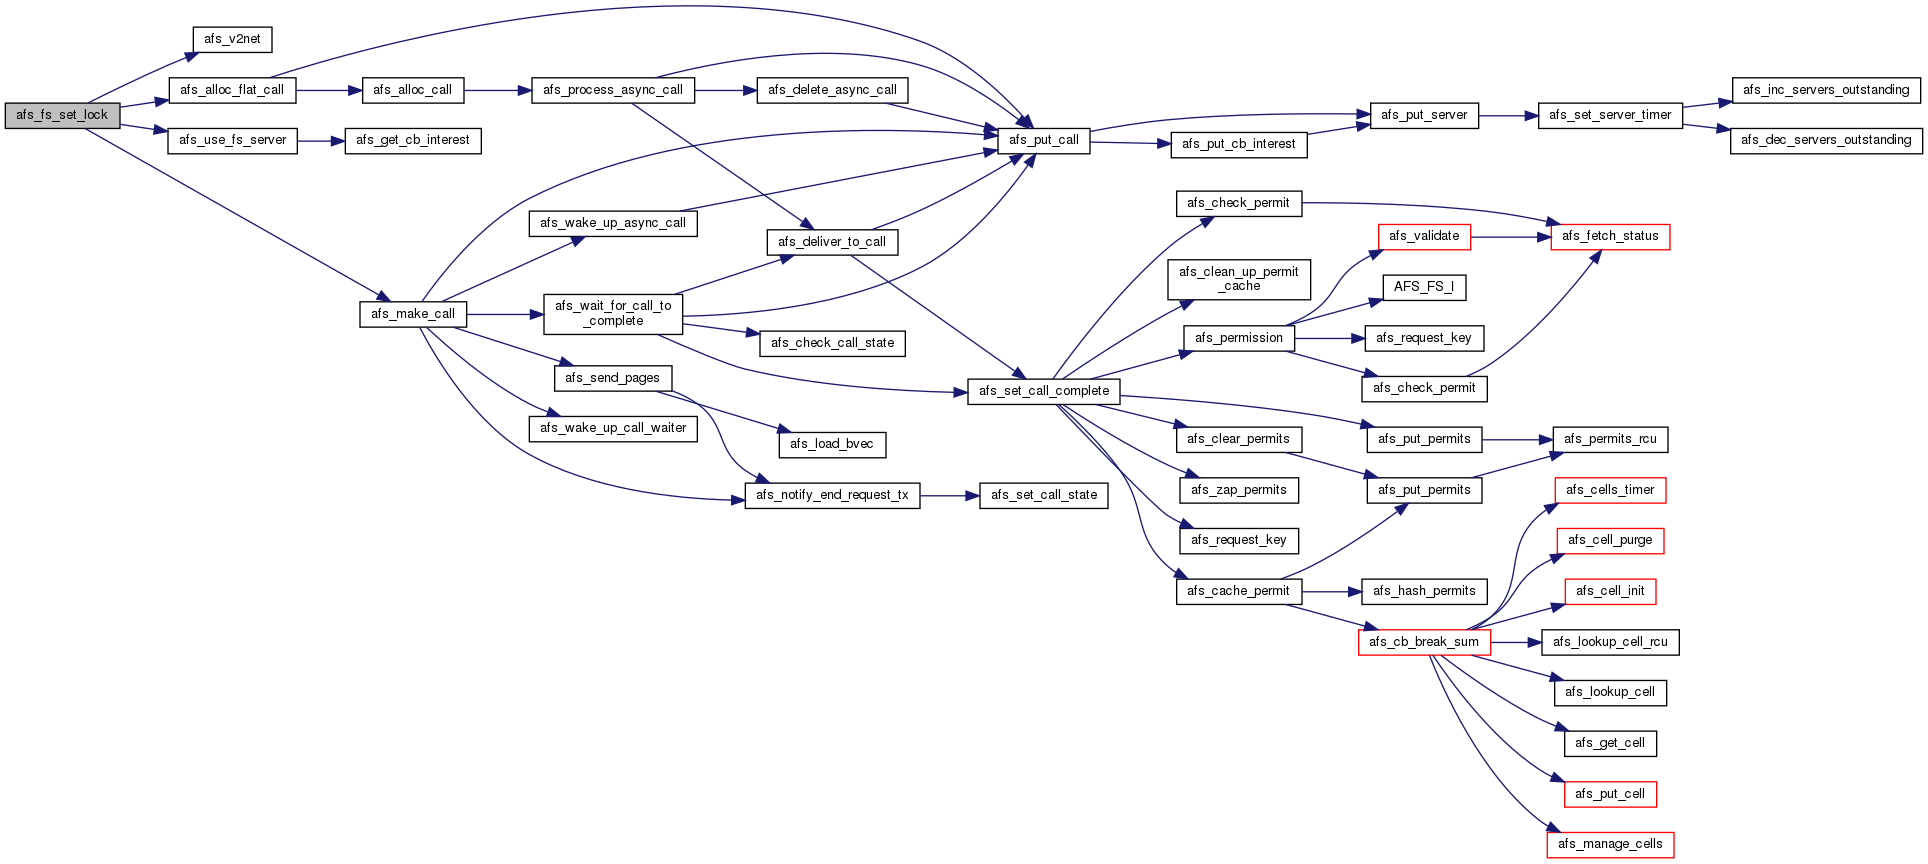 afs_fs_set_lock
afs_v2net
afs_alloc_flat_call
afs_use_fs_server
afs_alloc_call
afs_get_cb_interest
afs_make_call
afs_process_async_call
afs_wake_up_async_call
afs_wait_for_call_to
_complete
afs_send_pages
afs_wake_up_call_waiter
afs_delete_async_call
afs_deliver_to_call
afs_check_call_state
afs_load_bvec
afs_notify_end_request_tx
afs_put_call
afs_set_call_complete
afs_set_call_state
afs_put_cb_interest
afs_check_permit
afs_clean_up_permit
_cache
afs_permission
afs_clear_permits
afs_zap_permits
afs_request_key
afs_cache_permit
afs_put_server
afs_validate
AFS_FS_I
afs_request_key
afs_check_permit
afs_put_permits
afs_put_permits
afs_hash_permits
afs_cb_break_sum
afs_set_server_timer
afs_fetch_status
afs_permits_rcu
afs_cells_timer
afs_cell_purge
afs_cell_init
afs_lookup_cell_rcu
afs_lookup_cell
afs_get_cell
afs_put_cell
afs_manage_cells
afs_inc_servers_outstanding
afs_dec_servers_outstanding